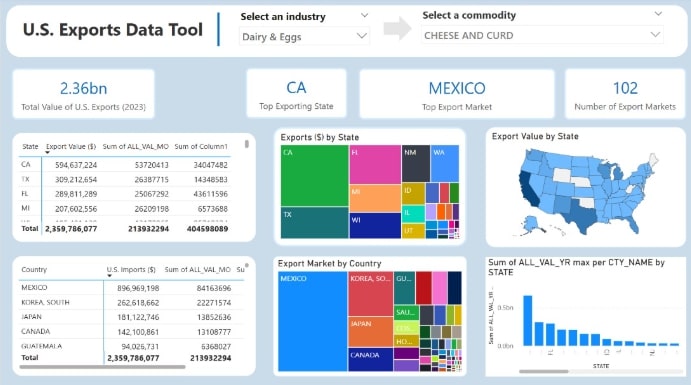 U.S. Exports Data Tool
Select an industry
Dairy & Eggs
Select a commodity
CHEESE AND CURD
2.36bn
Total Value of U.S. Exports (2023)
CA
Top Exporting State
MEXICO
Top Export Market
102
Number of Export Markets
State Export Value ($) Sum of ALL_VAL_MO Sum of Column1
CA 594,637,224 53720413 34047482
TX 309,212,654 26387715 14348583
FL 289,811,289 25067292 43611596
MI 207,602,556 26209198 6573688
Total 2,359,786,077 213932294 404598089
Exports ($) by State
CA
TX
FL
MI
WI
NM
WA
ID
IL
UT
Export Value by State
Country U.S. Imports ($) Sum of ALL_VAL_MO Su
MEXICO 896,969,198 84163696
KOREA, SOUTH 262,618,662 22271574
JAPAN 181,122,746 13852636
CANADA 142,100,861 13108777
GUATEMALA 94,026,731 6368027
Total 2,359,786,077 213932294
Export Market by Country
MEXICO
KOREA, SO...
JAPAN
CANADA
GU...
SAU...
HO...
Sum of ALL_VAL_YR max per CTY_NAME by
STATE
Sum of ALL_VAL_YR ...
0.5bn
0.0bn
FL
STATE